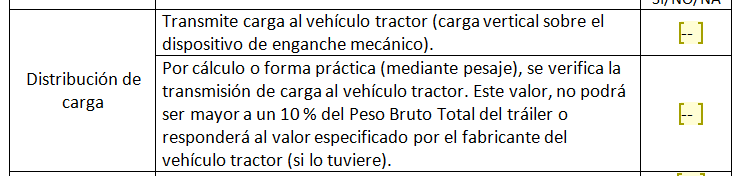 SI/NO/NA
Transmite carga al vehículo tractor (carga vertical sobre el
dispositivo de enganche mecánico).
[-- ]
Distribución de
carga
Por cálculo o forma práctica (mediante pesaje), se verifica la
transmisión de carga al vehículo tractor. Este valor, no podrá
ser mayor a un 10 % del Peso Bruto Total del tráiler o
responderá al valor especificado por el fabricante del
vehículo tractor (si lo tuviere).
[-- ]